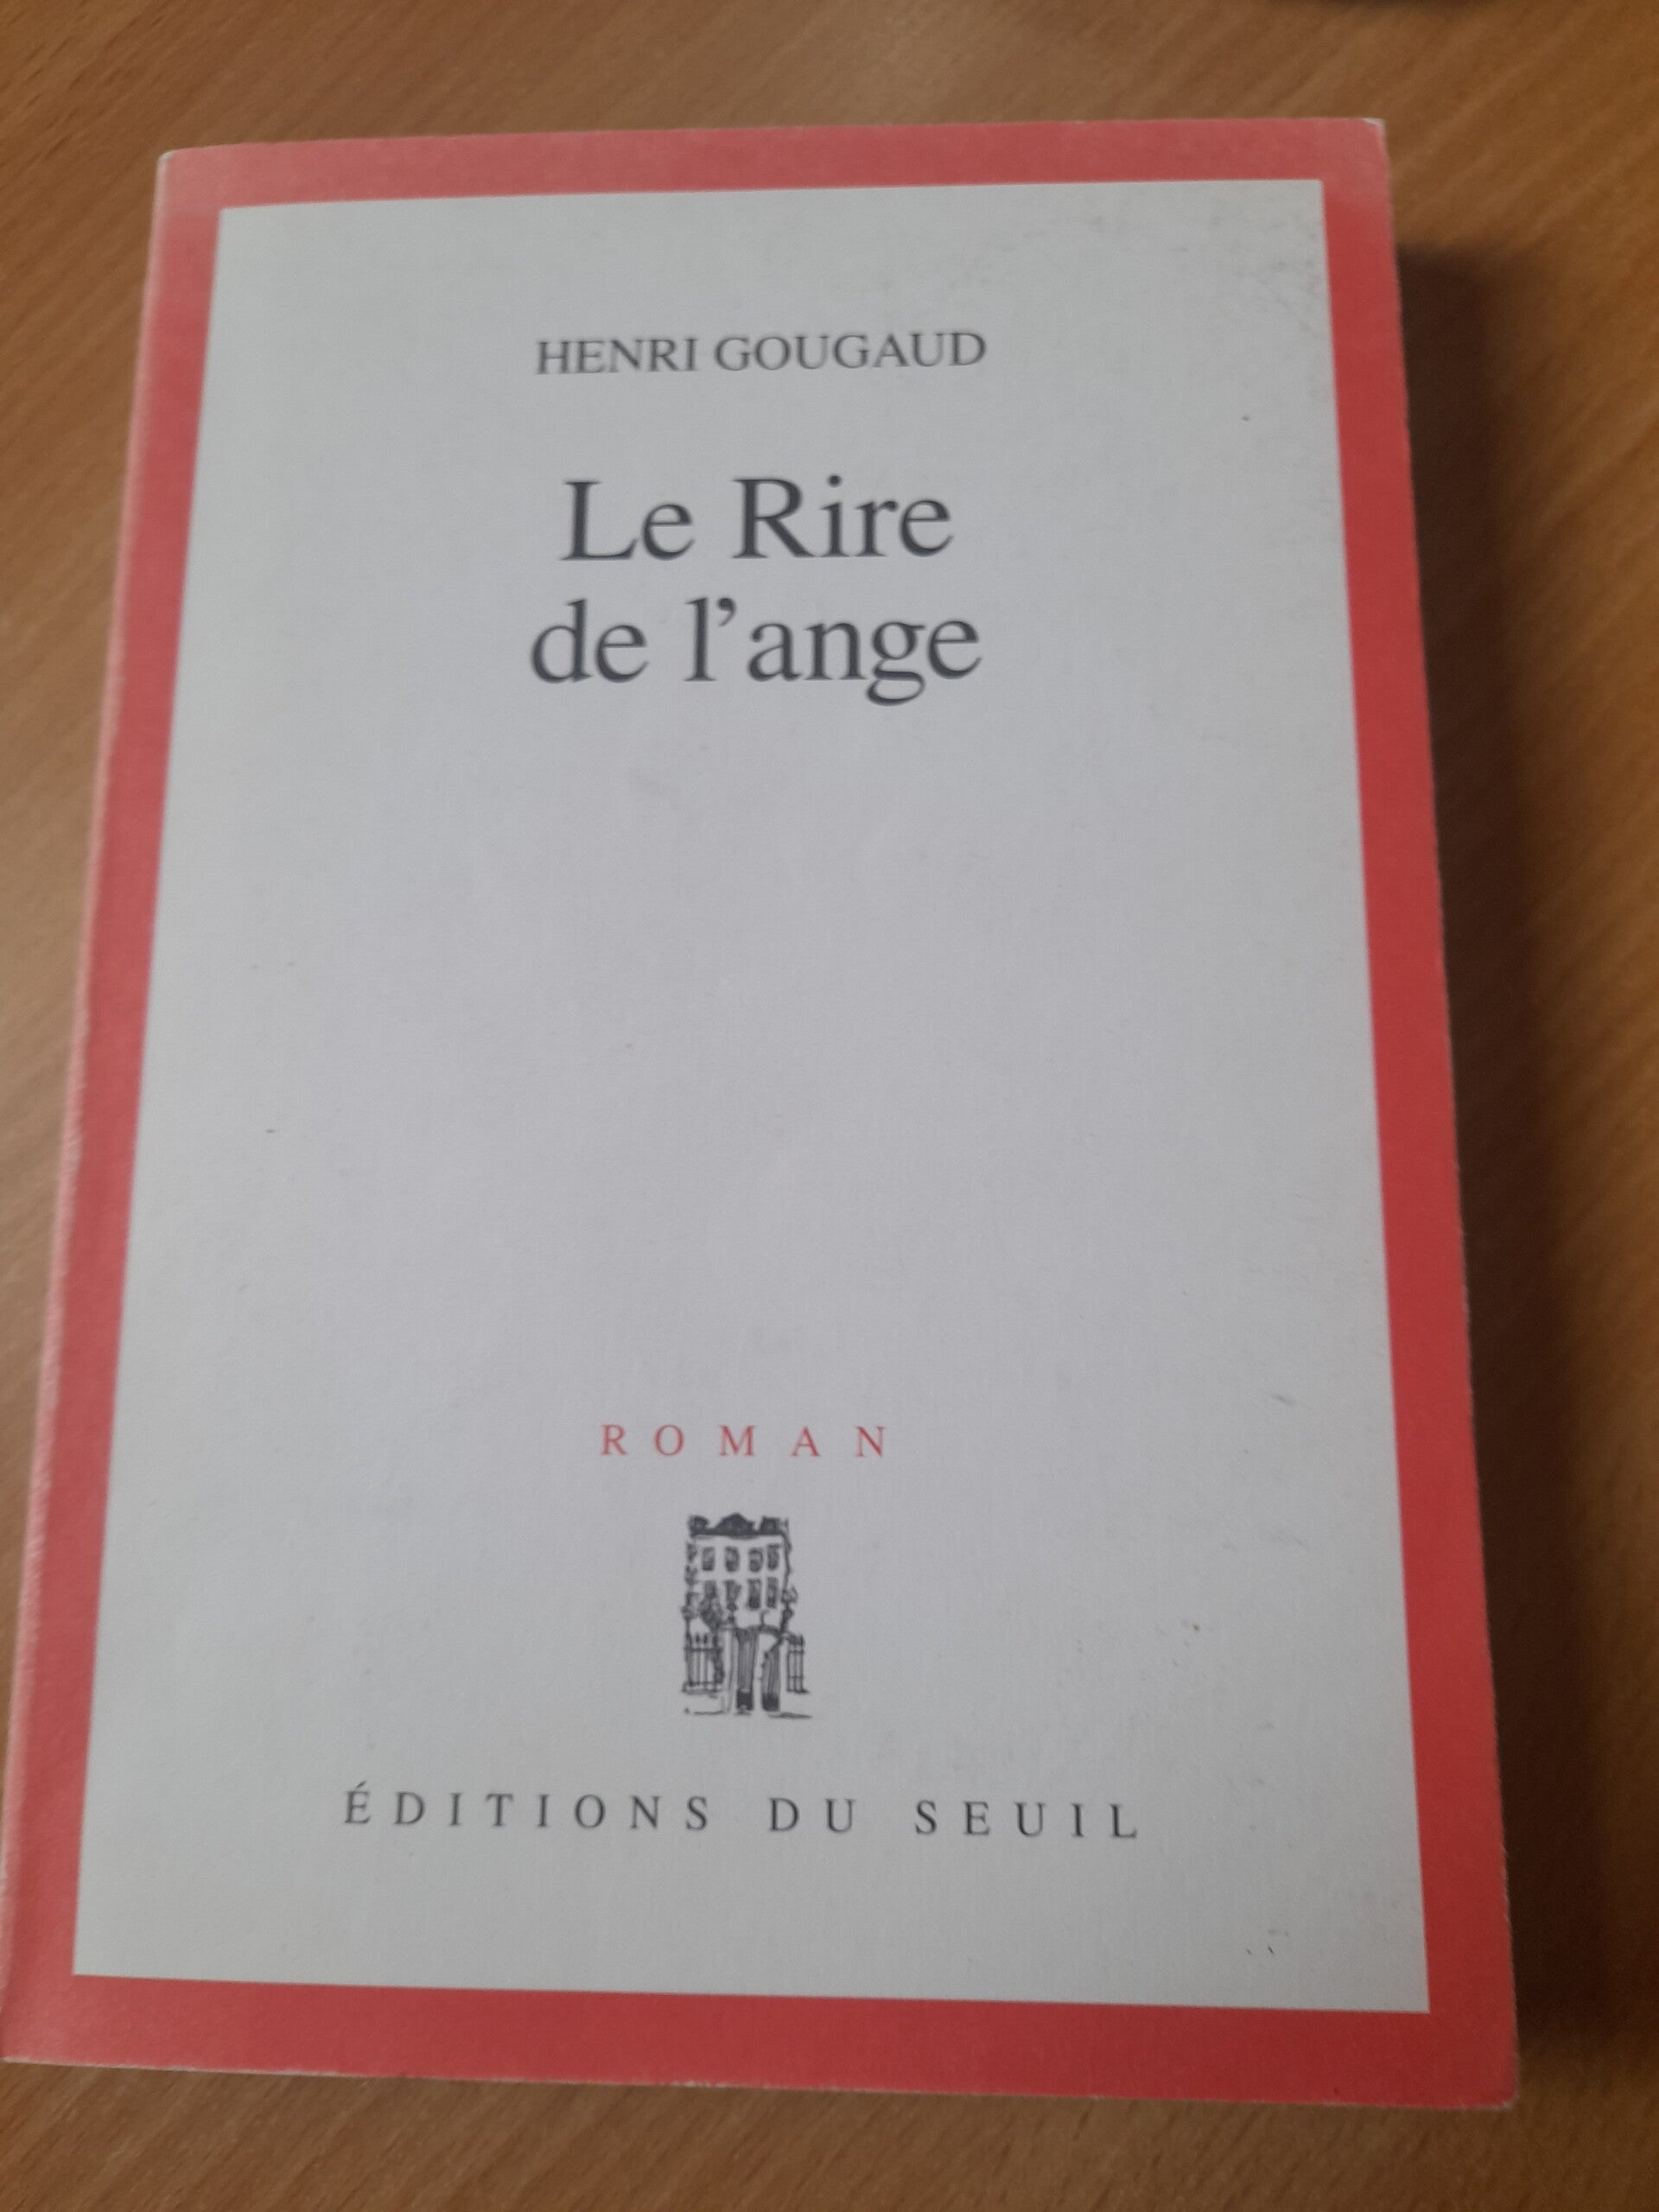 HENRI GOUGAUD
Le Rire
de l’ange
ROMAN
ÉDITIONS DU SEUIL